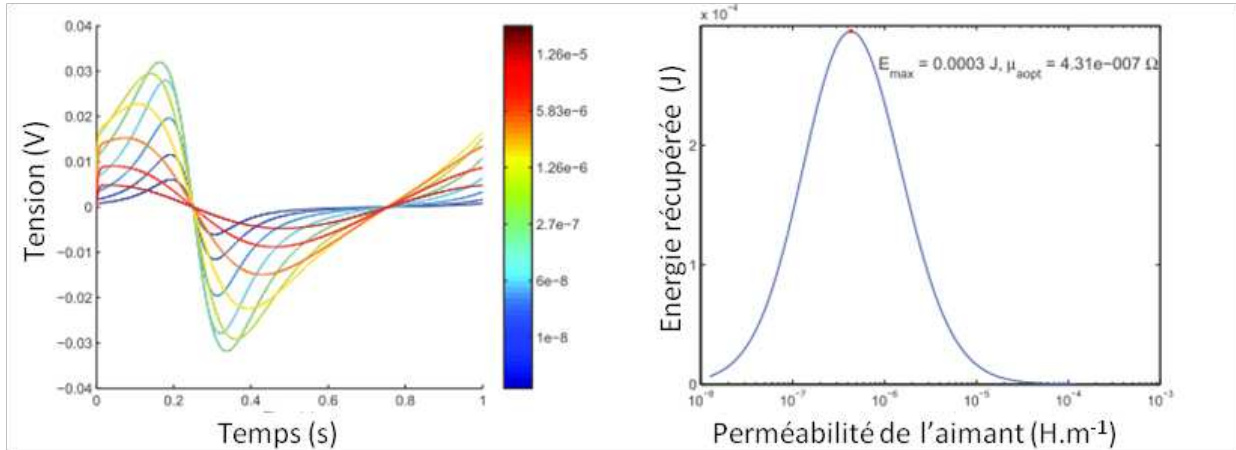 0.04
0.03
0.02
0.01
0
−0.01
−0.02
−0.03
−0.04
Tension (V)
0
0.2
0.4
0.6
0.8
1
Temps (s)
1.26e−5
5.83e−6
1.26e−6
2.7e−7
6e−8
1e−8
x 10⁻⁴
2
1
0
Energie récupérée (J)
E_max = 0.0003 J, μ_aopt = 4.31e−007 Ω
10⁻⁸
10⁻⁷
10⁻⁶
10⁻⁵
10⁻⁴
10⁻³
Perméabilité de l'aimant (H.m⁻¹)